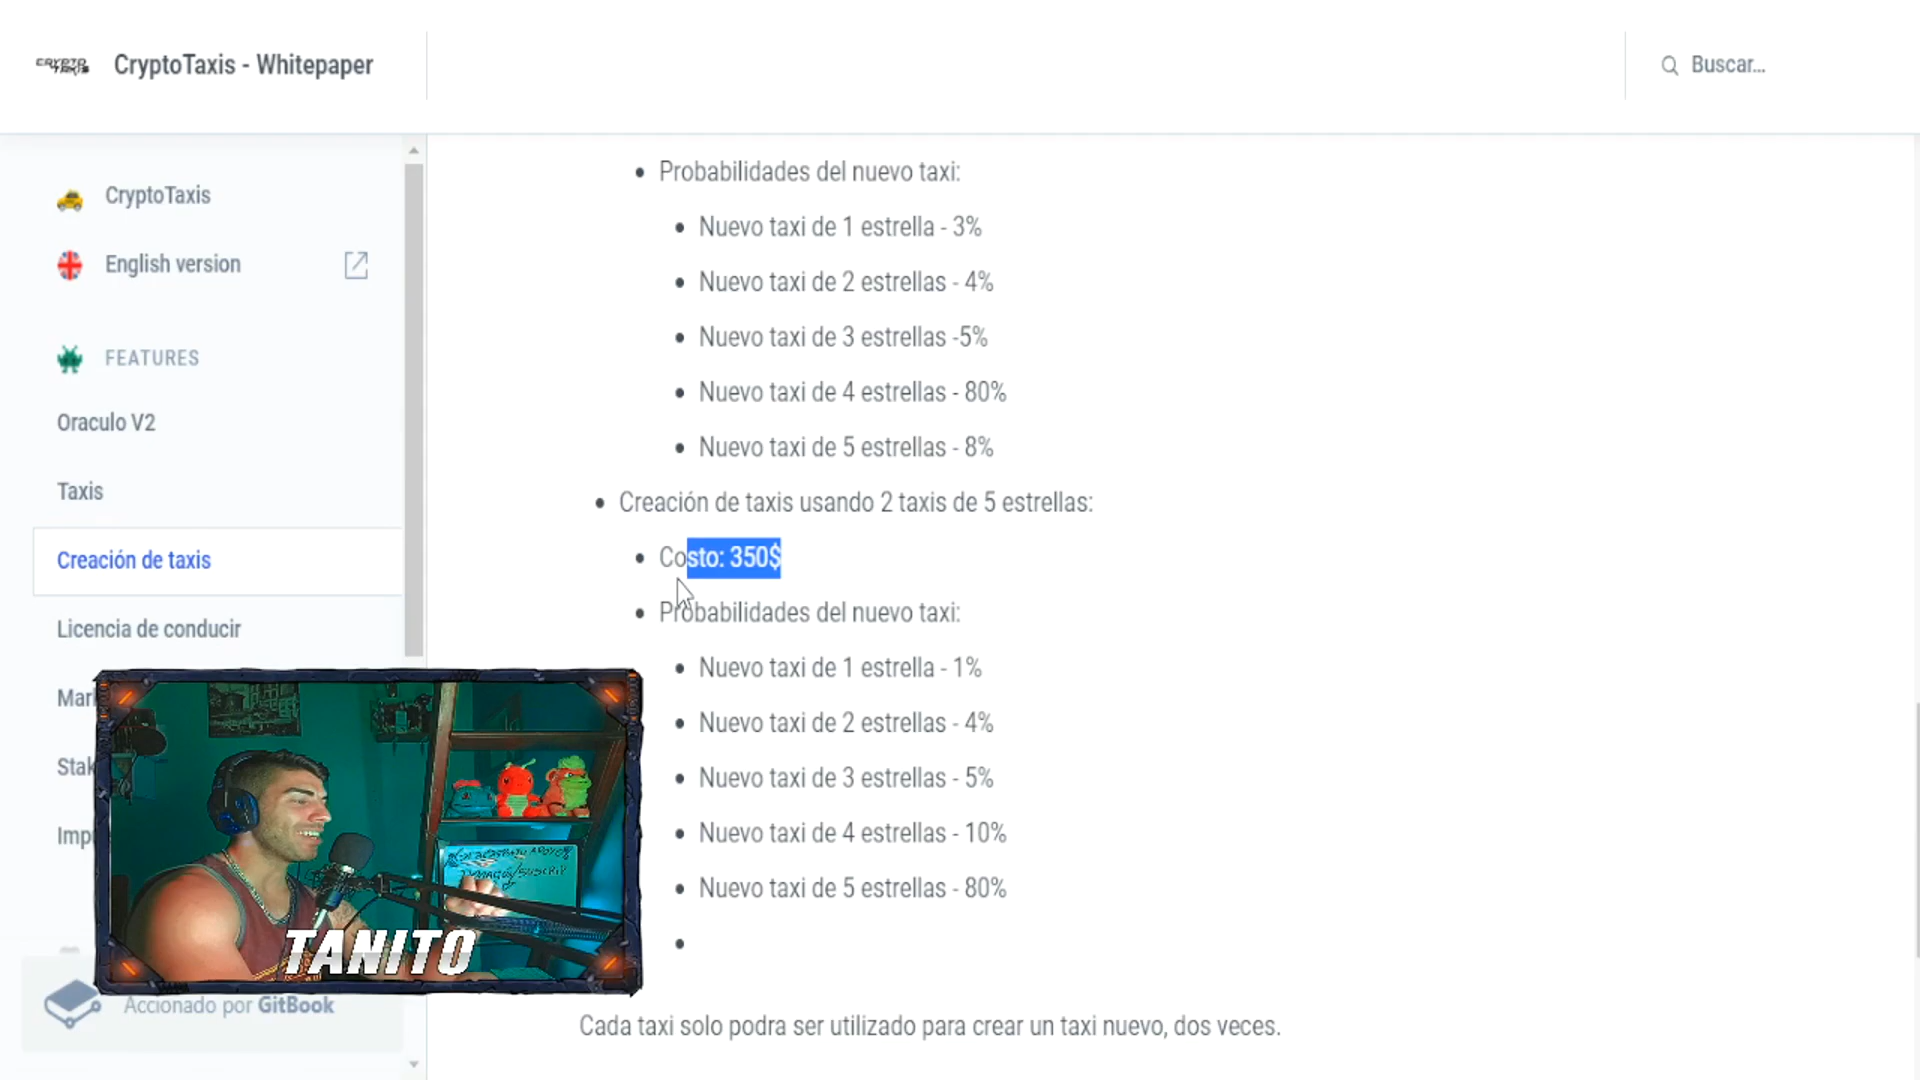 CRYPTO
TAXIS
CryptoTaxis - Whitepaper
Buscar...
CryptoTaxis
English version
FEATURES
Oraculo V2
Taxis
Creación de taxis
Licencia de conducir
Mar
Stak
Imp
Accionado por GitBook
Probabilidades del nuevo taxi:
Nuevo taxi de 1 estrella - 3%
Nuevo taxi de 2 estrellas - 4%
Nuevo taxi de 3 estrellas -5%
Nuevo taxi de 4 estrellas - 80%
Nuevo taxi de 5 estrellas - 8%
Creación de taxis usando 2 taxis de 5 estrellas:
Costo: 350$
Probabilidades del nuevo taxi:
Nuevo taxi de 1 estrella - 1%
Nuevo taxi de 2 estrellas - 4%
Nuevo taxi de 3 estrellas - 5%
Nuevo taxi de 4 estrellas - 10%
Nuevo taxi de 5 estrellas - 80%
Cada taxi solo podra ser utilizado para crear un taxi nuevo, dos veces.
TANITO